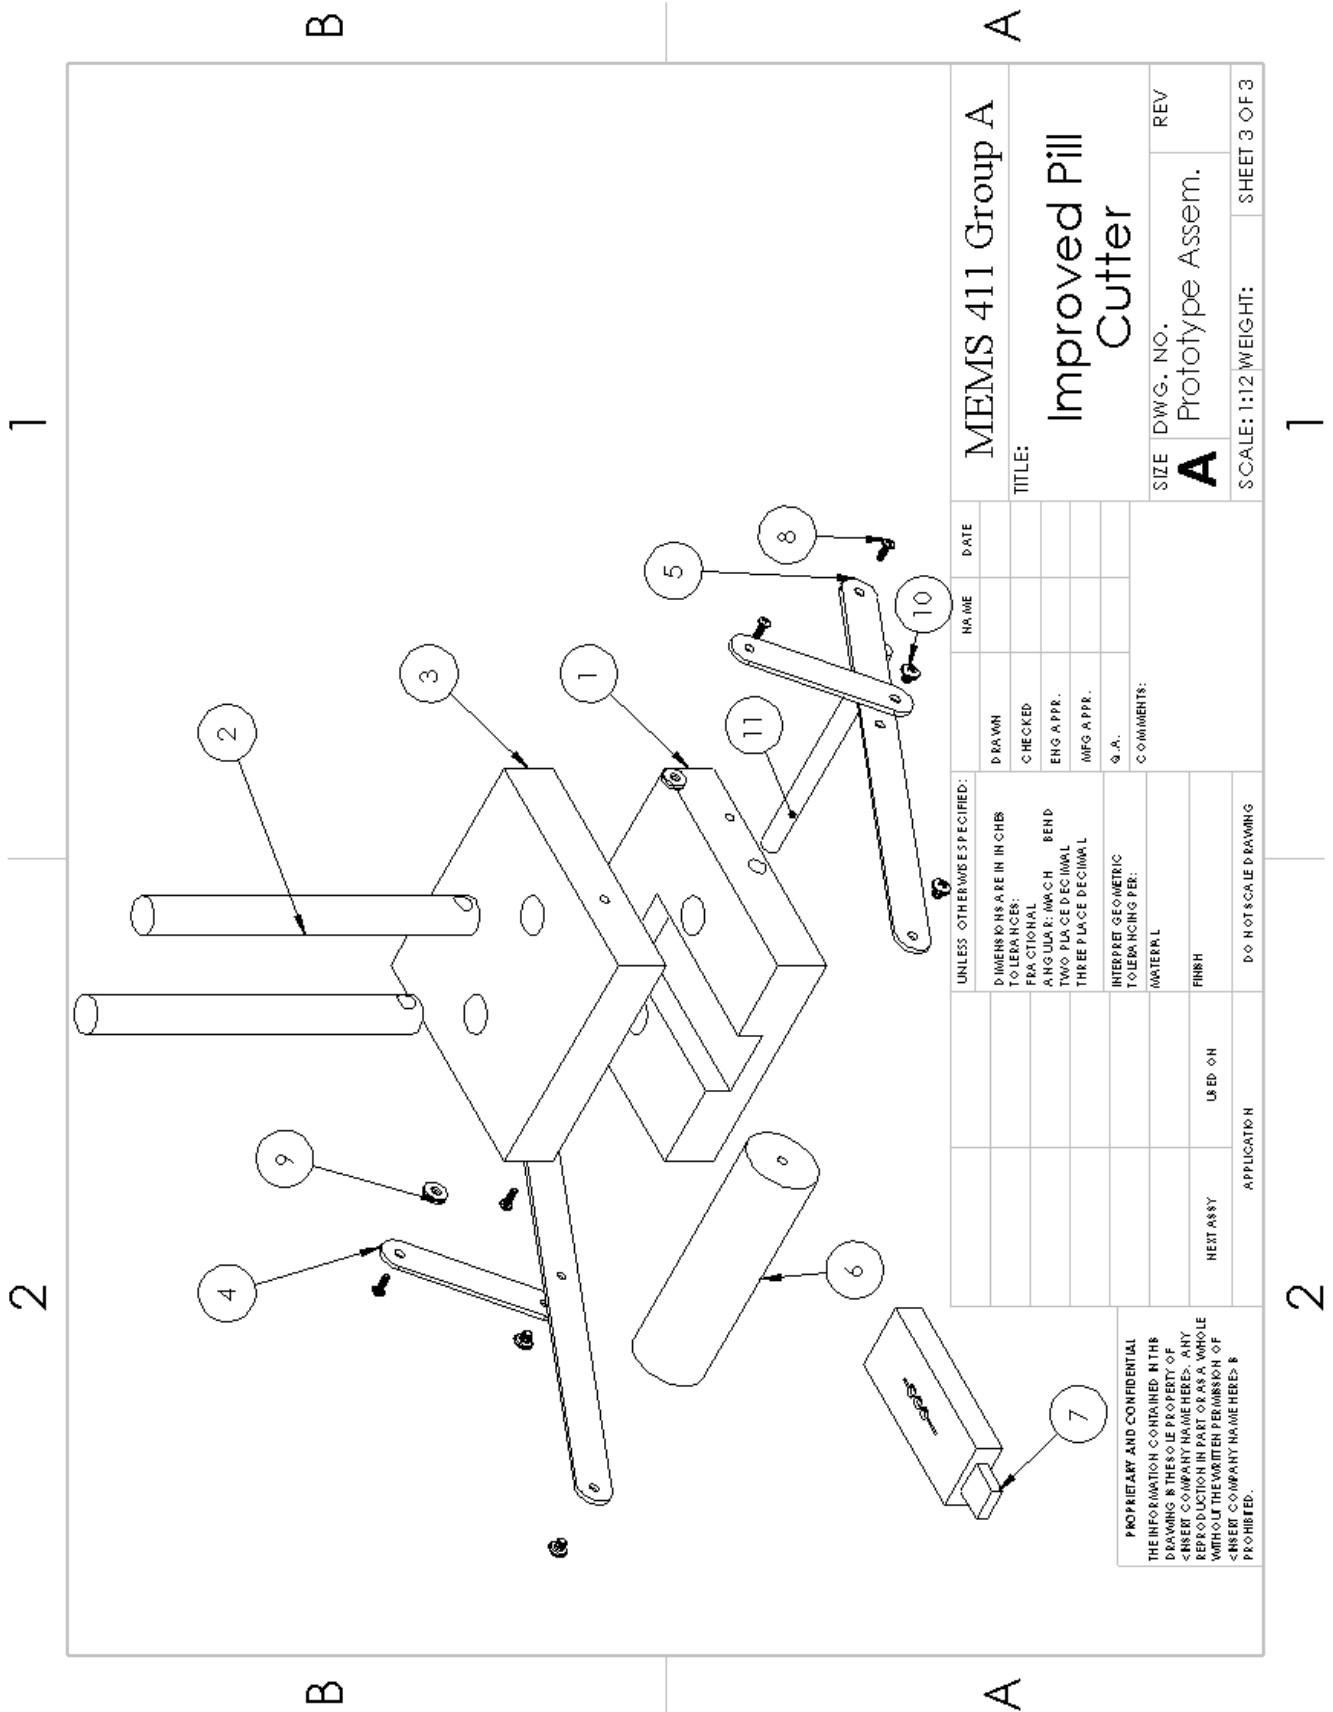 2
1
B
B
A
A
2
1
2
3
1
9
4
5
8
11
10
6
7
PROPRIETARY AND CONFIDENTIAL
THE INFORMATION CONTAINED IN THIS
DRAWING IS THE SOLE PROPERTY OF
<INSERT COMPANY NAME HERE>. ANY
REPRODUCTION IN PART OR AS A WHOLE
WITHOUT THE WRITTEN PERMISSION OF
<INSERT COMPANY NAME HERE> IS
PROHIBITED.
NEXT ASSY
USED ON
APPLICATION
UNLESS OTHERWISE SPECIFIED:
DIMENSIONS ARE IN INCHES
TOLERANCES:
FRACTIONAL
ANGULAR: MACH BEND
TWO PLACE DECIMAL
THREE PLACE DECIMAL
INTERPRET GEOMETRIC
TOLERANCING PER:
MATERIAL
FINISH
DO NOT SCALE DRAWING
NAME
DATE
DRAWN
CHECKED
ENG APPR.
MFG APPR.
Q.A.
COMMENTS:
MEMS 411 Group A
TITLE:
Improved Pill
Cutter
SIZE
A
DWG. NO.
Prototype Assem.
REV
SCALE: 1:12
WEIGHT:
SHEET 3 OF 3